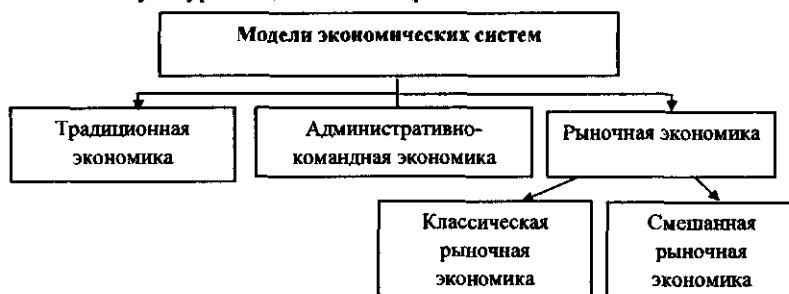 Модели экономических систем
Традиционная
экономика
Административно-
командная экономика
Рыночная экономика
Классическая
рыночная
экономика
Смешанная
рыночная
экономика